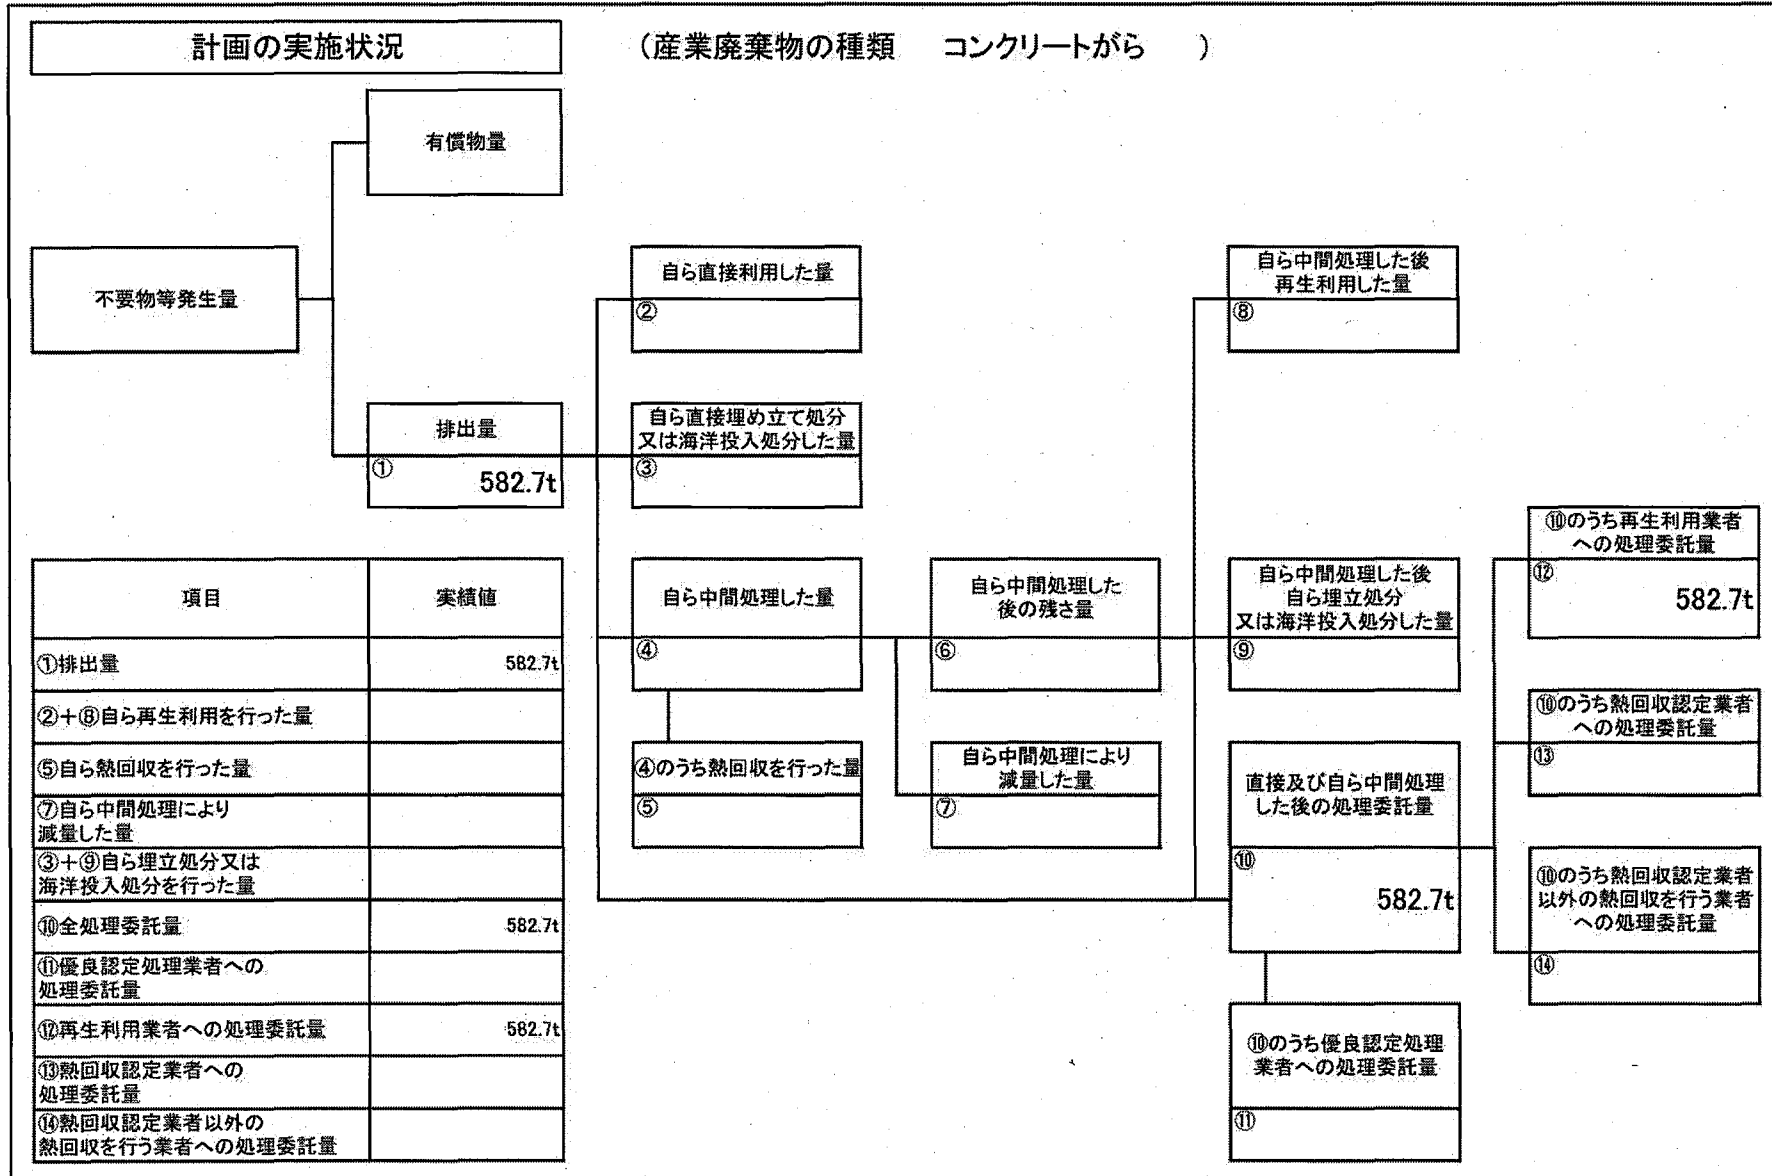 計画の実施状況
（産業廃棄物の種類　コンクリートがら　）
有償物量
不要物等発生量
排出量
①
582.7t
自ら直接利用した量
②
自ら直接埋め立て処分
又は海洋投入処分した量
③
自ら中間処理した量
④
④のうち熱回収を行った量
⑤
自ら中間処理した
後の残さ量
⑥
自ら中間処理により
減量した量
⑦
自ら中間処理した後
再生利用した量
⑧
自ら中間処理した後
自ら埋立処分
又は海洋投入処分した量
⑨
直接及び自ら中間処理
した後の処理委託量
⑩
582.7t
⑩のうち優良認定処理
業者への処理委託量
⑪
⑩のうち再生利用業者
への処理委託量
⑫
582.7t
⑩のうち熱回収認定業者
への処理委託量
⑬
⑩のうち熱回収認定業者
以外の熱回収を行う業者
への処理委託量
⑭
項目 実績値
①排出量 582.7t
②＋⑧自ら再生利用を行った量
⑤自ら熱回収を行った量
⑦自ら中間処理により
減量した量
③＋⑨自ら埋立処分又は
海洋投入処分を行った量
⑩全処理委託量 582.7t
⑪優良認定処理業者への
処理委託量
⑫再生利用業者への処理委託量 582.7t
⑬熱回収認定業者への
処理委託量
⑭熱回収認定業者以外の
熱回収を行う業者への処理委託量